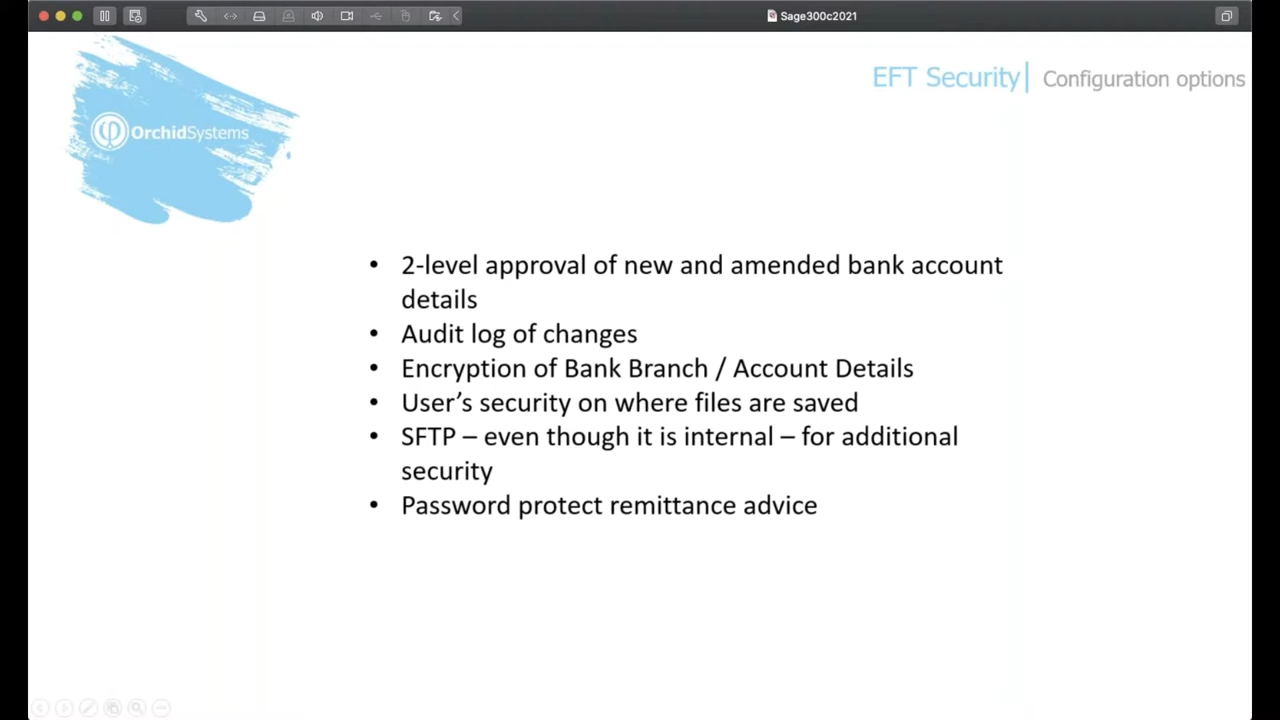 Sage300c2021
EFT Security| Configuration options
OrchidSystems
• 2-level approval of new and amended bank account
details
• Audit log of changes
• Encryption of Bank Branch / Account Details
• User’s security on where files are saved
• SFTP – even though it is internal – for additional
security
• Password protect remittance advice